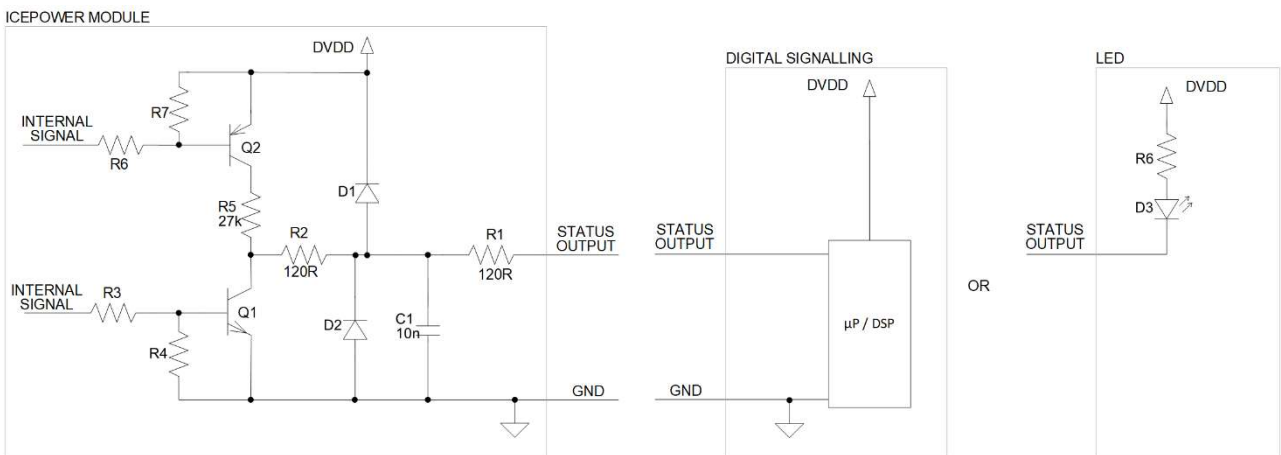 ICEPOWER MODULE
DVDD
R7
INTERNAL
SIGNAL
R6
Q2
R5
27k
D1
R2
120R
R1
120R
STATUS
OUTPUT
INTERNAL
SIGNAL
R3
Q1
R4
D2
C1
10n
GND
DIGITAL SIGNALLING
DVDD
STATUS
OUTPUT
µP / DSP
GND
OR
LED
DVDD
R6
D3
STATUS
OUTPUT